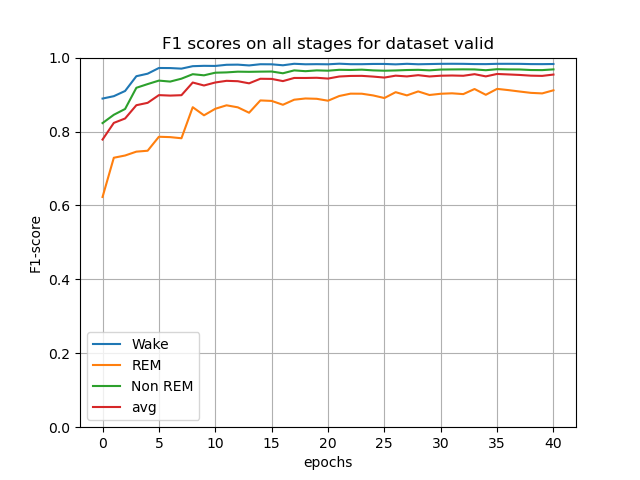 F1 scores on all stages for dataset valid
1.0
0.8
0.6
0.4
0.2
0.0
F1-score
Wake
REM
Non REM
avg
0 5 10 15 20 25 30 35 40
epochs